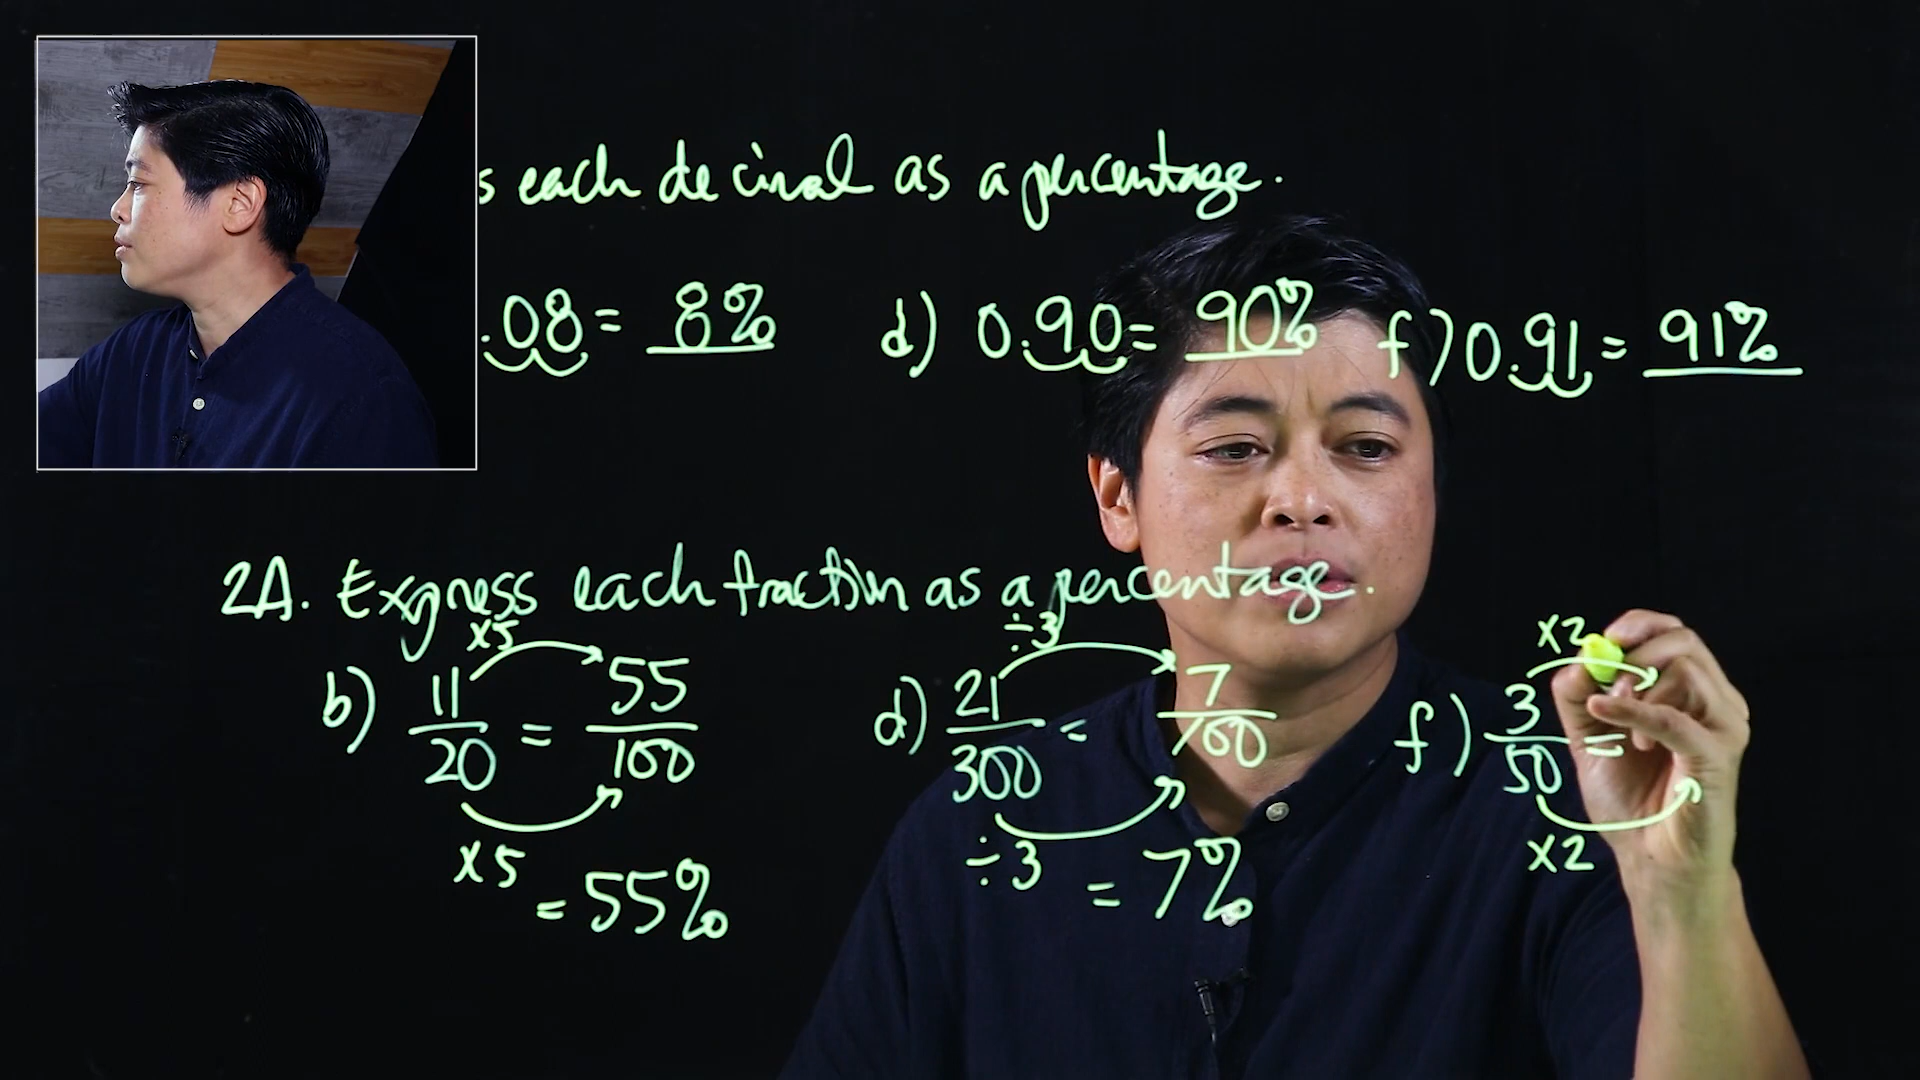 s each decimal as a percentage.
.08 = 8%
d) 0.90 = 90%
f) 0.91 = 91%
2A. Express each fraction as a percentage.
b) 11/20 = 55/100
x5
x5
= 55%
d) 21/300 = 7/100
÷3
÷3
= 7%
f) 3/50 =
x2
x2